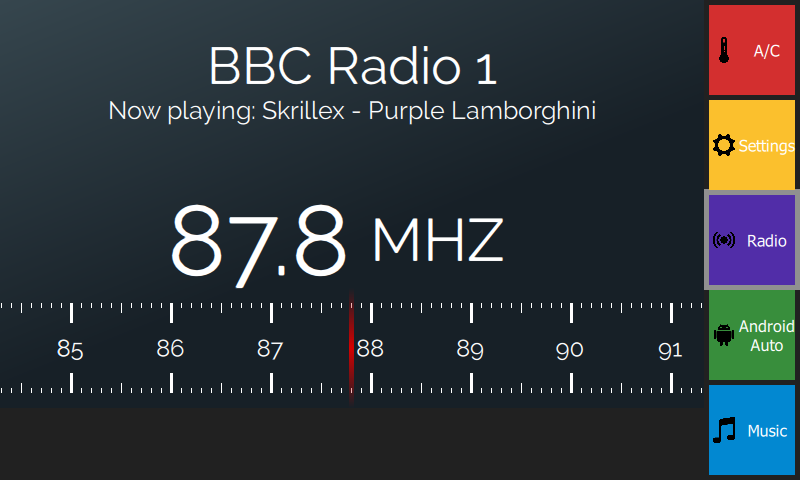 BBC Radio 1
Now playing: Skrillex - Purple Lamborghini
87.8 MHZ
85 86 87 88 89 90 91
A/C
Settings
Radio
Android
Auto
Music